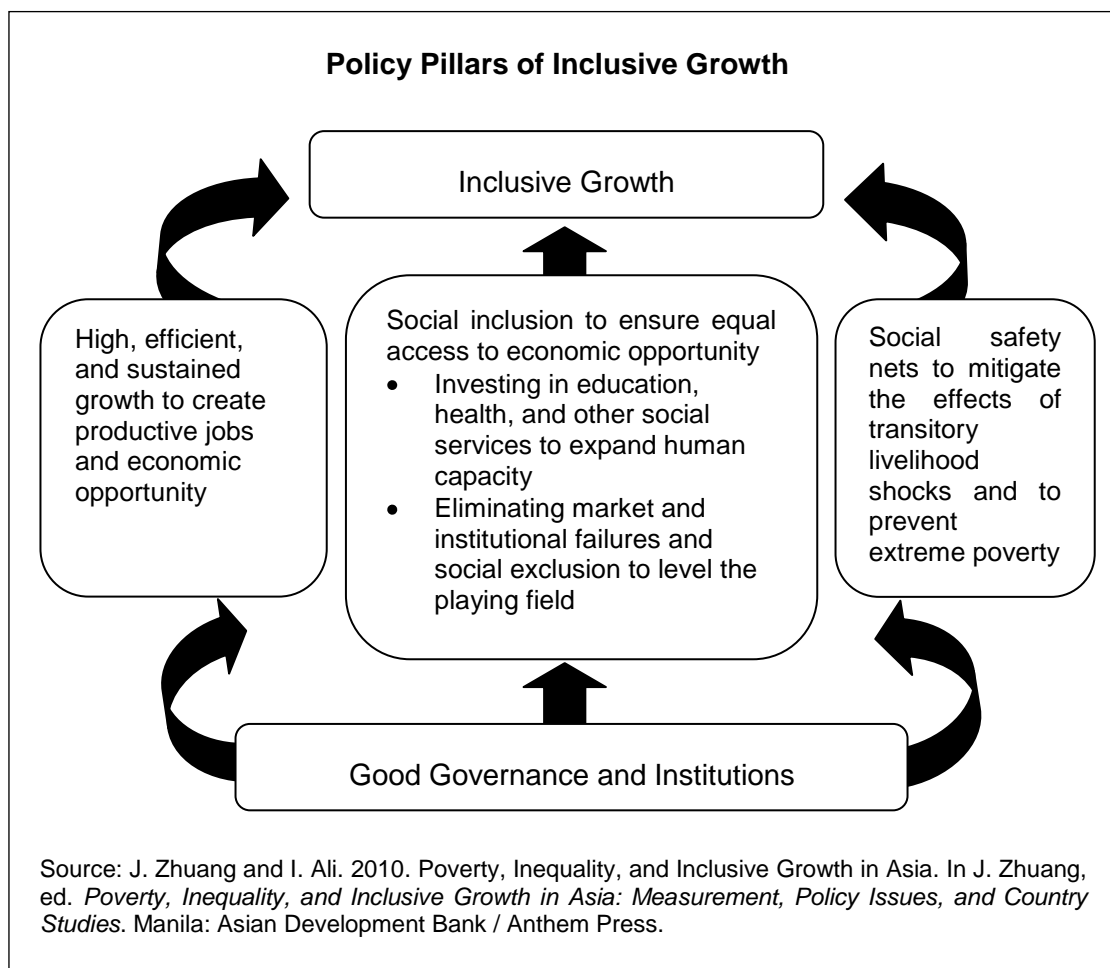 Policy Pillars of Inclusive Growth
Inclusive Growth
High, efficient,
and sustained
growth to create
productive jobs
and economic
opportunity
Social inclusion to ensure equal
access to economic opportunity
• Investing in education,
health, and other social
services to expand human
capacity
• Eliminating market and
institutional failures and
social exclusion to level the
playing field
Social safety
nets to mitigate
the effects of
transitory
livelihood
shocks and to
prevent
extreme poverty
Good Governance and Institutions
Source: J. Zhuang and I. Ali. 2010. Poverty, Inequality, and Inclusive Growth in Asia. In J. Zhuang,
ed. Poverty, Inequality, and Inclusive Growth in Asia: Measurement, Policy Issues, and Country
Studies. Manila: Asian Development Bank / Anthem Press.